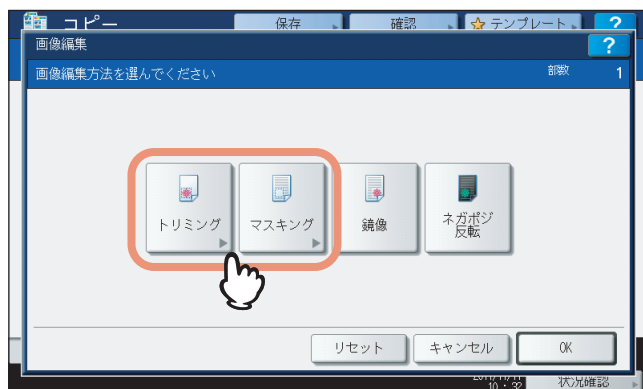 コピー
保存
確認
テンプレート
?
画像編集
?
画像編集方法を選んでください
部数 1
トリミング
マスキング
鏡像
ネガポジ
反転
リセット
キャンセル
OK
10:32
状況確認